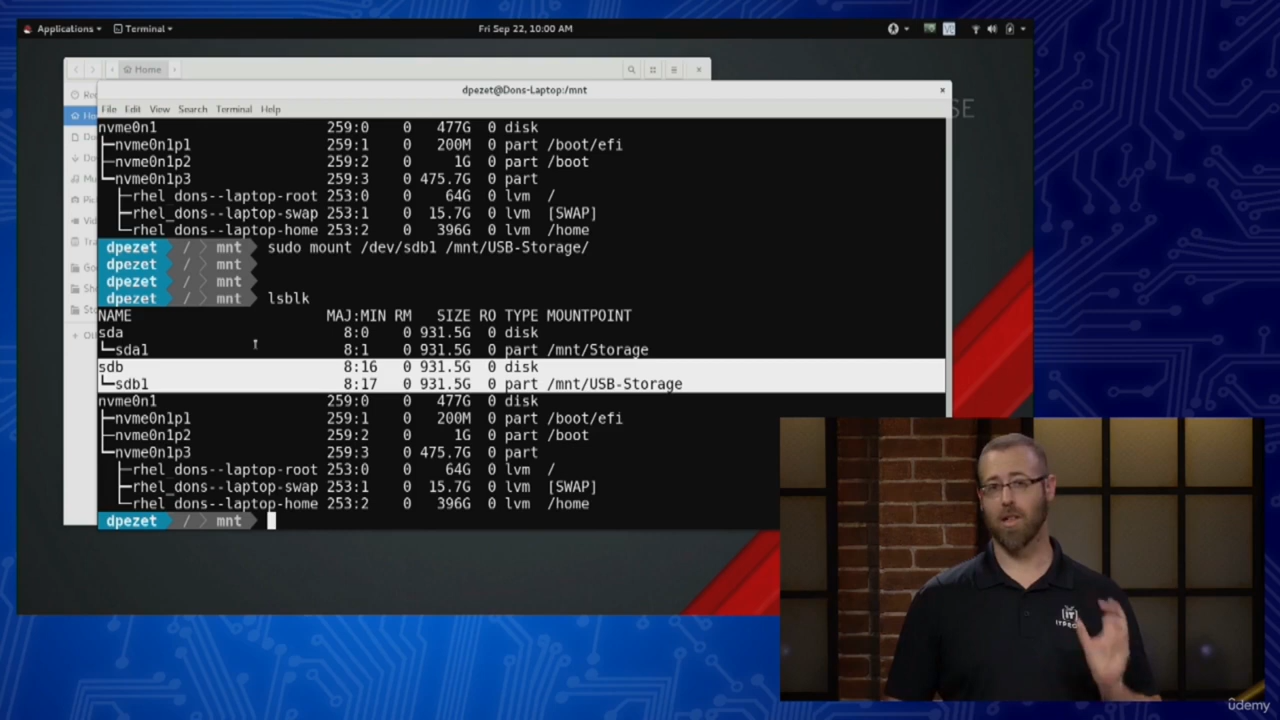 Applications Terminal Fri Sep 22, 10:00 AM
Home
dpezet@Dons-Laptop:/mnt
File Edit View Search Terminal Help
SE
nvme0n1 259:0 0 477G 0 disk
├─nvme0n1p1 259:1 0 200M 0 part /boot/efi
├─nvme0n1p2 259:2 0 1G 0 part /boot
└─nvme0n1p3 259:3 0 475.7G 0 part
├─rhel_dons--laptop-root 253:0 0 64G 0 lvm /
├─rhel_dons--laptop-swap 253:1 0 15.7G 0 lvm [SWAP]
└─rhel_dons--laptop-home 253:2 0 396G 0 lvm /home
dpezet / mnt sudo mount /dev/sdb1 /mnt/USB-Storage/
dpezet / mnt
dpezet / mnt
dpezet / mnt lsblk
NAME MAJ:MIN RM SIZE RO TYPE MOUNTPOINT
sda 8:0 0 931.5G 0 disk
└─sda1 8:1 0 931.5G 0 part /mnt/Storage
sdb 8:16 0 931.5G 0 disk
└─sdb1 8:17 0 931.5G 0 part /mnt/USB-Storage
nvme0n1 259:0 0 477G 0 disk
├─nvme0n1p1 259:1 0 200M 0 part /boot/efi
├─nvme0n1p2 259:2 0 1G 0 part /boot
└─nvme0n1p3 259:3 0 475.7G 0 part
├─rhel_dons--laptop-root 253:0 0 64G 0 lvm /
├─rhel_dons--laptop-swap 253:1 0 15.7G 0 lvm [SWAP]
└─rhel_dons--laptop-home 253:2 0 396G 0 lvm /home
dpezet / mnt
udemy